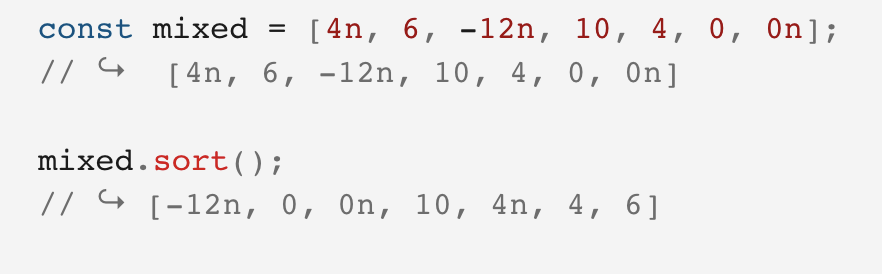 const mixed = [4n, 6, -12n, 10, 4, 0, 0n];
// ↪  [4n, 6, -12n, 10, 4, 0, 0n]
mixed.sort();
// ↪ [-12n, 0, 0n, 10, 4n, 4, 6]